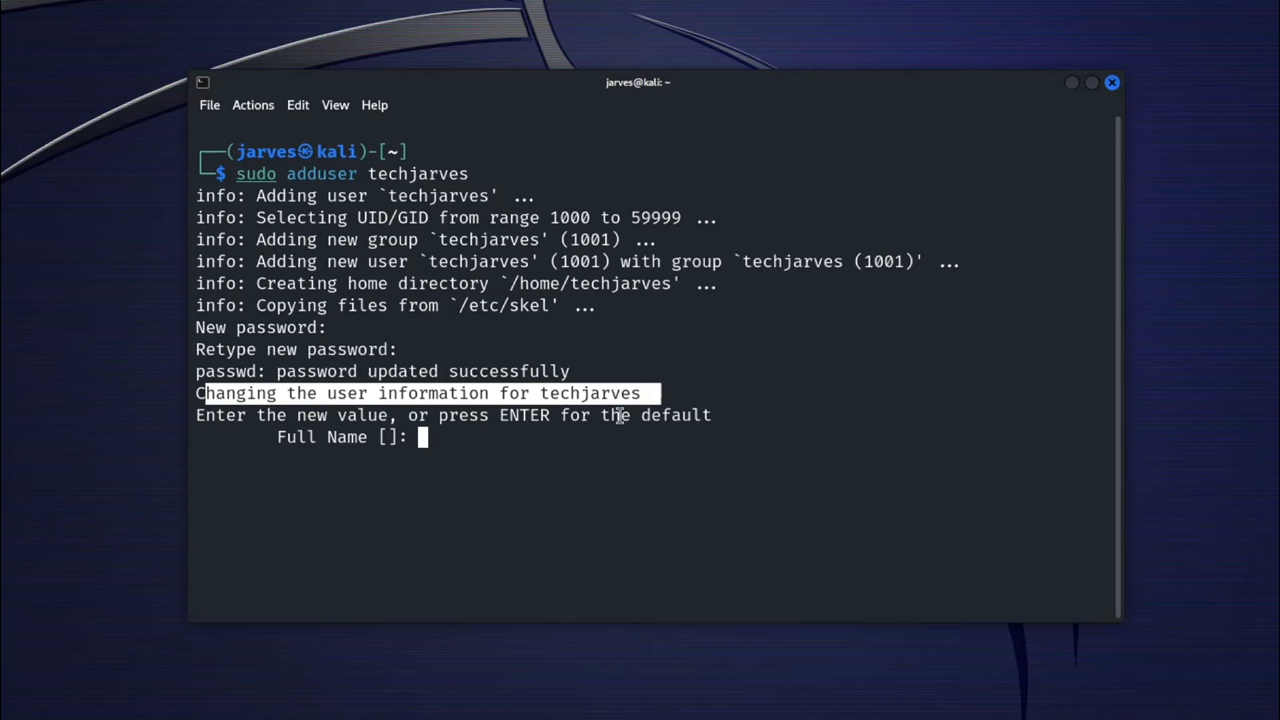 jarves@kali: ~
File Actions Edit View Help
┌──(jarves㉿kali)-[~]
└─$ sudo adduser techjarves
info: Adding user `techjarves' ...
info: Selecting UID/GID from range 1000 to 59999 ...
info: Adding new group `techjarves' (1001) ...
info: Adding new user `techjarves' (1001) with group `techjarves (1001)' ...
info: Creating home directory `/home/techjarves' ...
info: Copying files from `/etc/skel' ...
New password:
Retype new password:
passwd: password updated successfully
Changing the user information for techjarves
Enter the new value, or press ENTER for the default
Full Name []: